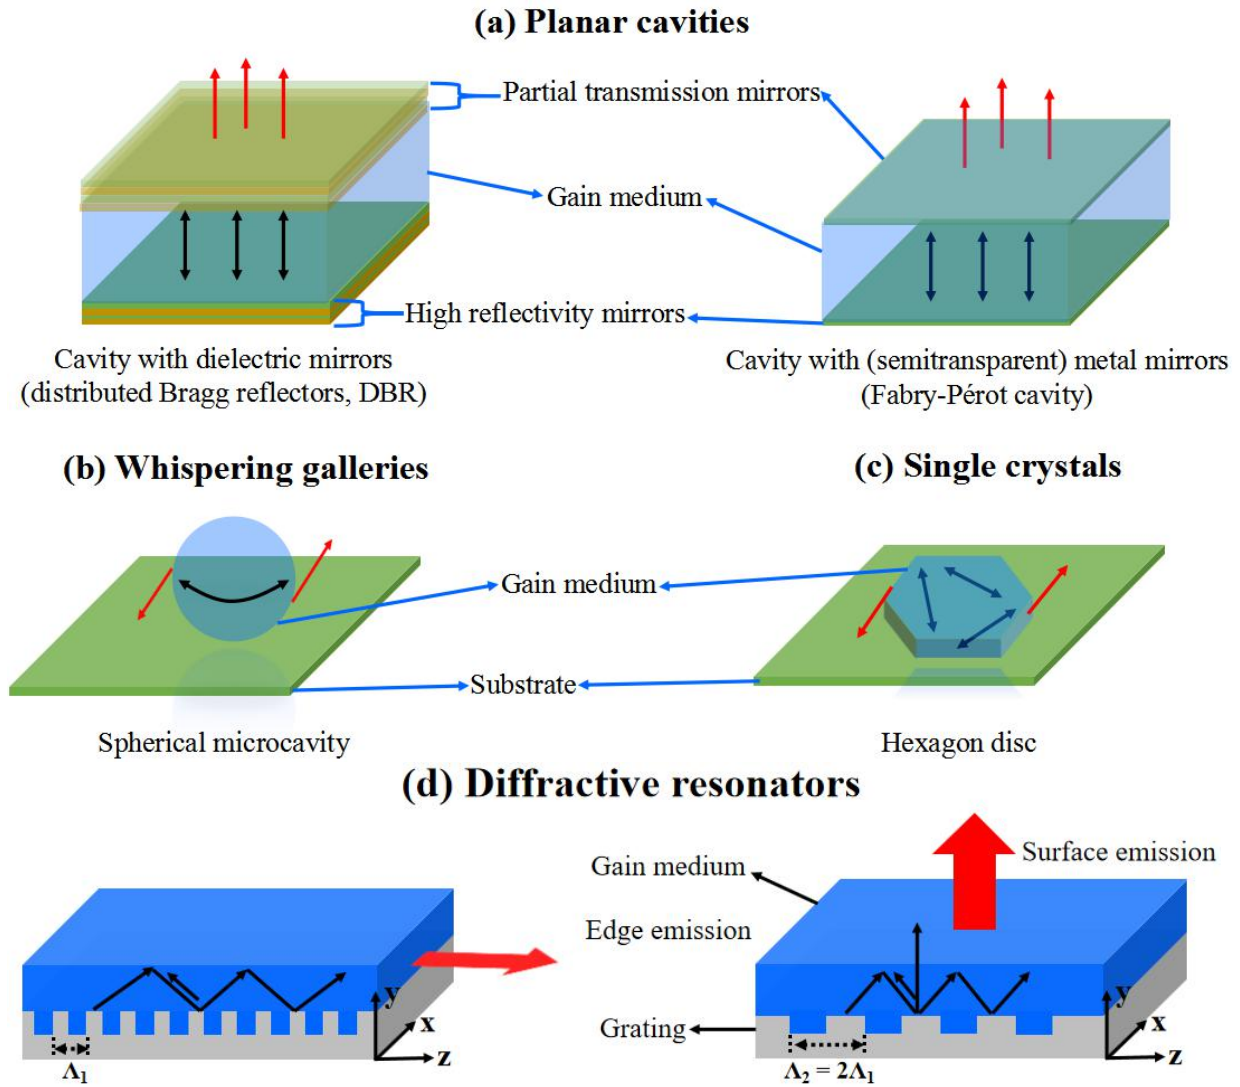 (a) Planar cavities
Partial transmission mirrors
Gain medium
High reflectivity mirrors
Cavity with dielectric mirrors
(distributed Bragg reflectors, DBR)
Cavity with (semitransparent) metal mirrors
(Fabry-Pérot cavity)
(b) Whispering galleries
(c) Single crystals
Gain medium
Substrate
Spherical microcavity
Hexagon disc
(d) Diffractive resonators
Gain medium
Surface emission
Edge emission
Grating
y
x
z
Λ₁
y
x
z
Λ₂ = 2Λ₁